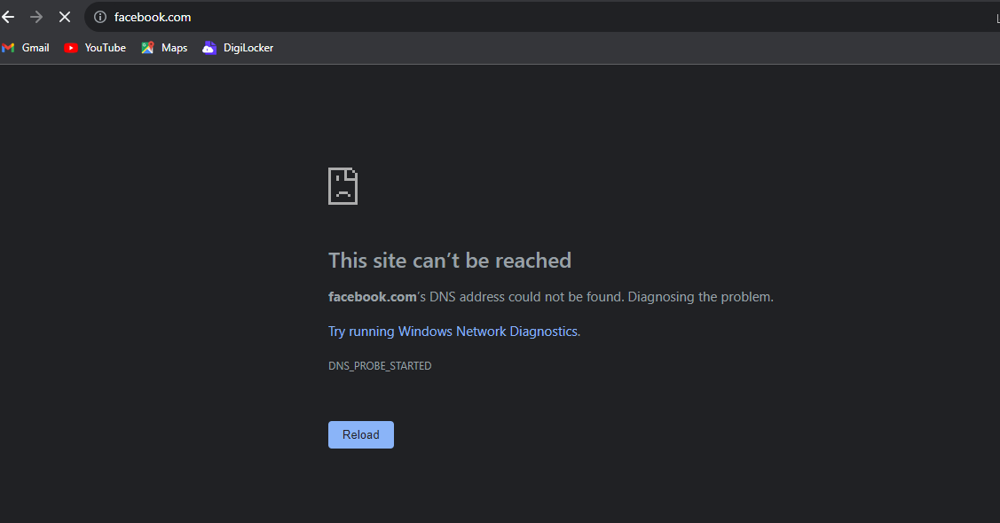 facebook.com
Gmail YouTube Maps DigiLocker
This site can’t be reached
facebook.com’s DNS address could not be found. Diagnosing the problem.
Try running Windows Network Diagnostics.
DNS_PROBE_STARTED
Reload